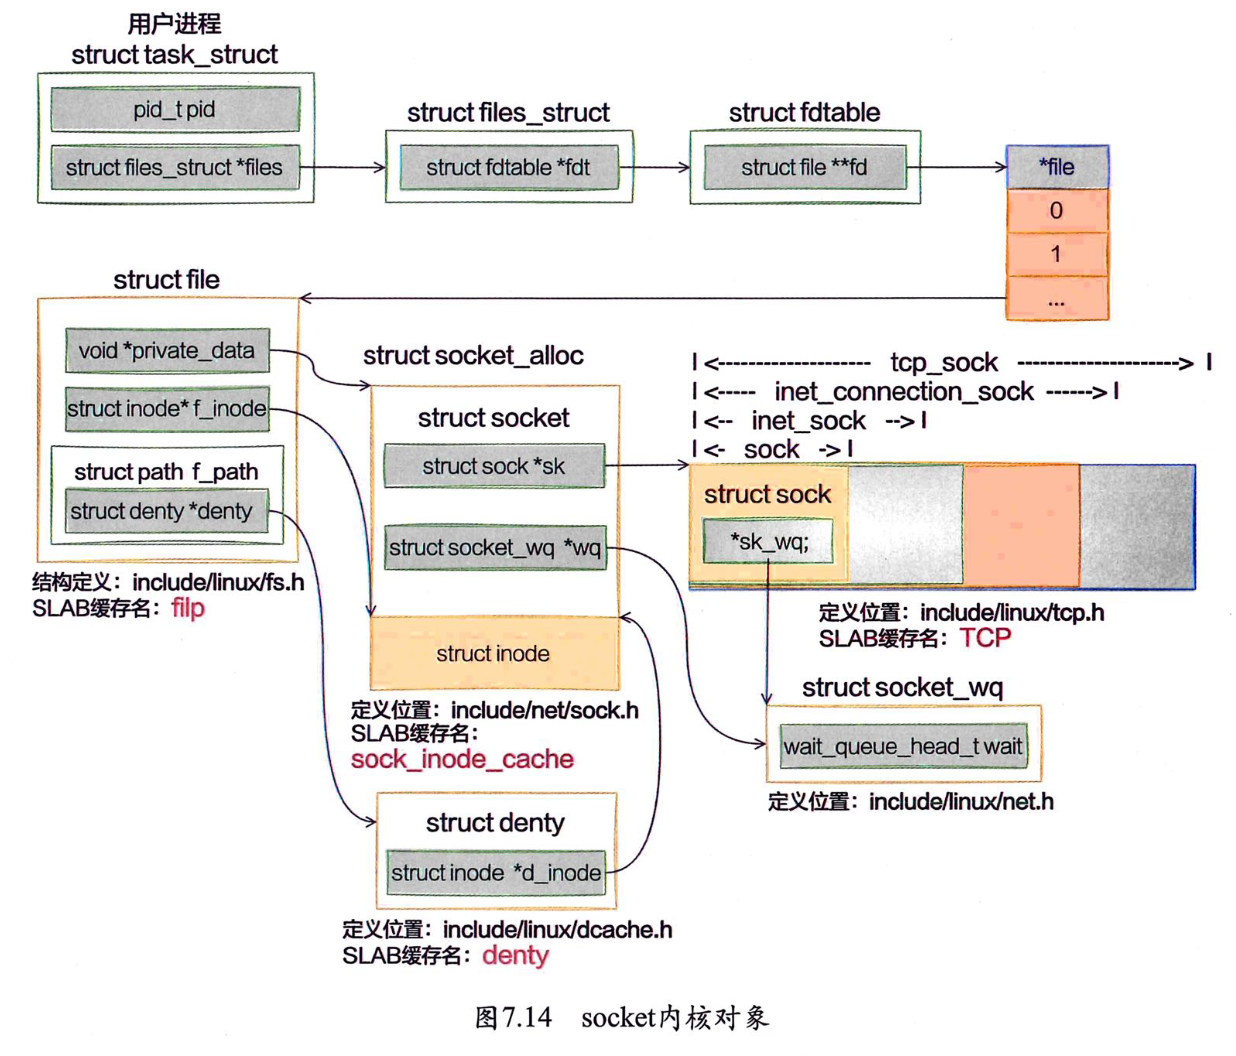 用户进程
struct task_struct
pid_t pid
struct files_struct *files
struct files_struct
struct fdtable *fdt
struct fdtable
struct file **fd
*file
0
1
...
struct file
void *private_data
struct inode* f_inode
struct path f_path
struct denty *denty
结构定义：include/linux/fs.h
SLAB缓存名：filp
struct socket_alloc
struct socket
struct sock *sk
struct socket_wq *wq
struct inode
定义位置：include/net/sock.h
SLAB缓存名：
sock_inode_cache
|<-------------------- tcp_sock --------------------->|
|<----- inet_connection_sock ------>|
|<-- inet_sock -->|
|<- sock ->|
struct sock
*sk_wq;
定义位置：include/linux/tcp.h
SLAB缓存名：TCP
struct socket_wq
wait_queue_head_t wait
定义位置：include/linux/net.h
struct denty
struct inode *d_inode
定义位置：include/linux/dcache.h
SLAB缓存名：denty
图7.14 socket内核对象